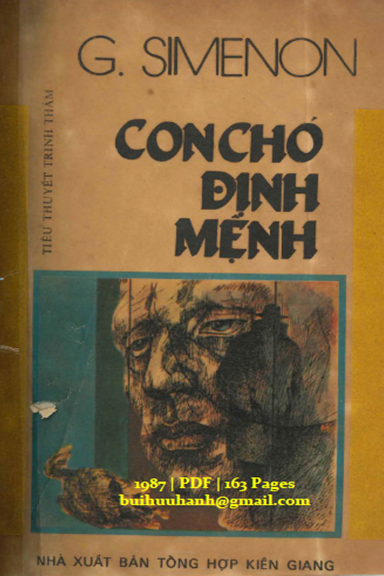 G. SIMENON
TIỂU THUYẾT TRINH THÁM
CON CHÓ
ĐỊNH
MỆNH
1987 | PDF | 163 Pages
buihuuhanh@gmail.com
NHÀ XUẤT BẢN TỔNG HỢP KIÊN GIANG